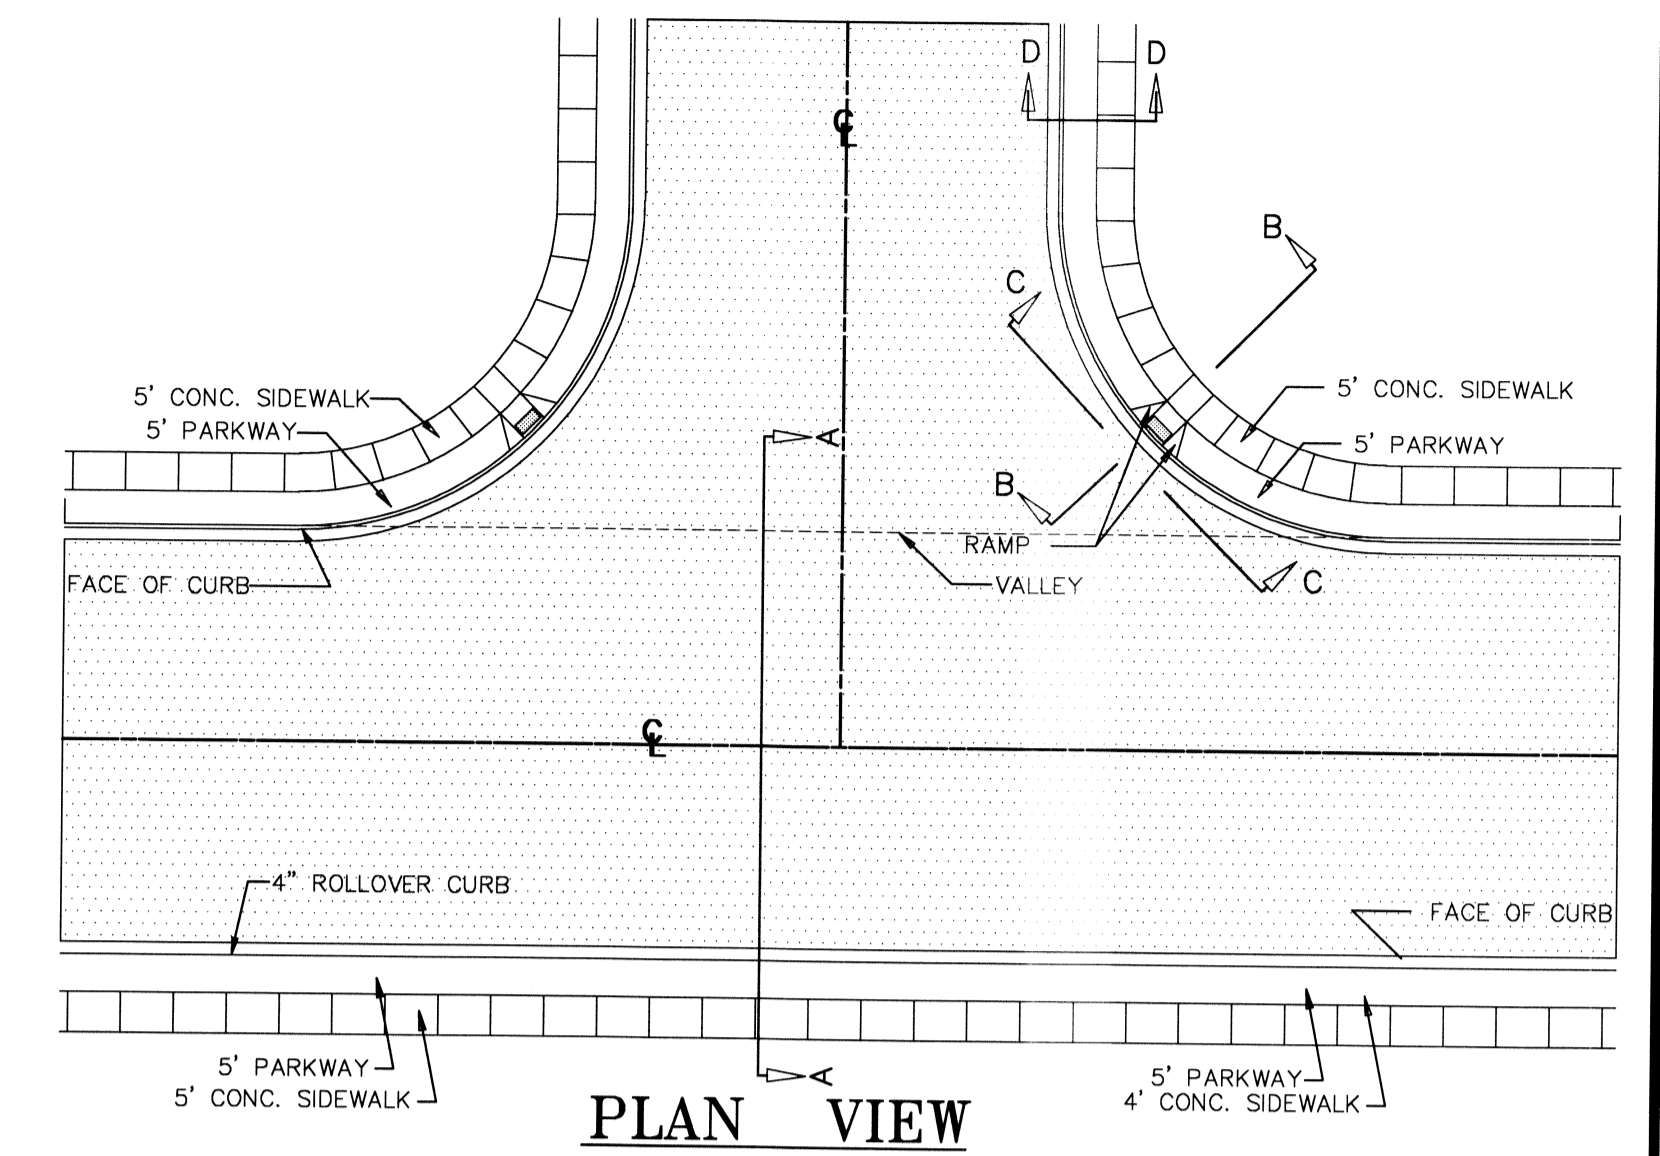 D D
℄
B
C
5' CONC. SIDEWALK
5' PARKWAY
5' CONC. SIDEWALK
5' PARKWAY
A
B
RAMP
VALLEY
FACE OF CURB
C
℄
4" ROLLOVER CURB
FACE OF CURB
5' PARKWAY
5' CONC. SIDEWALK
A
5' PARKWAY
4' CONC. SIDEWALK
PLAN VIEW